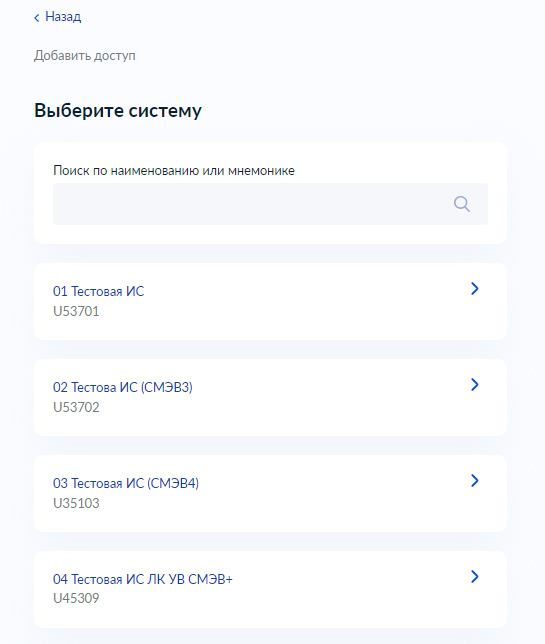 Назад
Добавить доступ
Выберите систему
Поиск по наименованию или мнемонике
01 Тестовая ИС
U53701
02 Тестова ИС (СМЭВ3)
U53702
03 Тестовая ИС (СМЭВ4)
U35103
04 Тестовая ИС ЛК УВ СМЭВ+
U45309